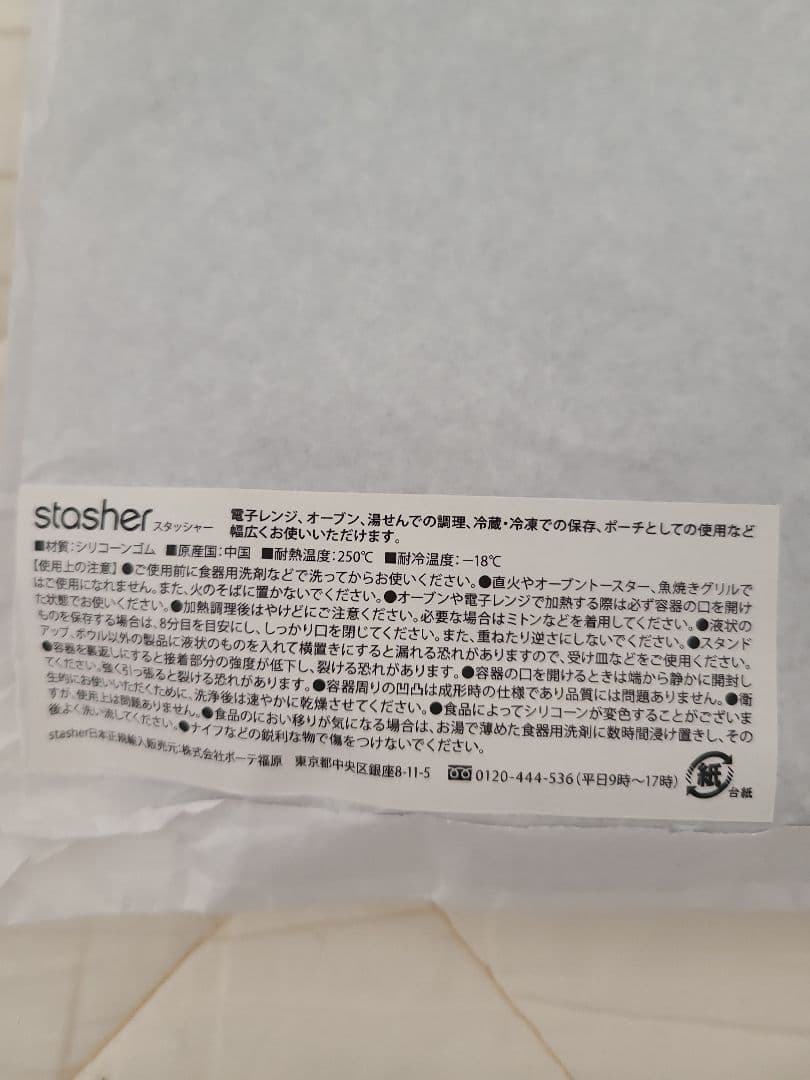 stasher スタッシャー 電子レンジ、オーブン、湯せんでの調理、冷蔵・冷凍での保存、ポーチとしての使用など
幅広くお使いいただけます。
■材質:シリコーンゴム ■原産国:中国 ■耐熱温度:250℃ ■耐冷温度:−18℃
【使用上の注意】●ご使用前に食器用洗剤などで洗ってからお使いください。●直火やオーブントースター、魚焼きグリルで
はご使用になれません。また、火のそばに置かないでください。●オーブンや電子レンジで加熱する際は必ず容器の口を開け
た状態でお使いください。●加熱調理後はやけどにご注意ください。必要な場合はミトンなどを着用してください。●液状の
ものを保存する場合は、8分目を目安にし、しっかり口を閉じてください。また、重ねたり逆さにしないでください。●スタンド
アップ、ボウル以外の製品に液状のものを入れて横置きにすると漏れる恐れがありますので、受け皿などをご使用ください。
●容器を裏返しにすると接着部分の強度が低下し、裂ける恐れがあります。●容器の口を開けるときは端から静かに開封し
てください。強く引っ張ると裂ける恐れがあります。●容器周りの凹凸は成形時の仕様であり品質には問題ありません。●衛
生的にお使いいただくために、洗浄後は速やかに乾燥させてください。●食品によってシリコーンが変色することがございま
すが、使用上は問題ありません。●食品のにおい移りが気になる場合は、お湯で薄めた食器用洗剤に数時間浸け置きし、その
後よく洗い流してください。●ナイフなどの鋭利な物で傷をつけないでください。
stasher日本正規輸入販売元:株式会社ボーテ福原 東京都中央区銀座8-11-5 0120-444-536(平日9時〜17時) 紙 台紙